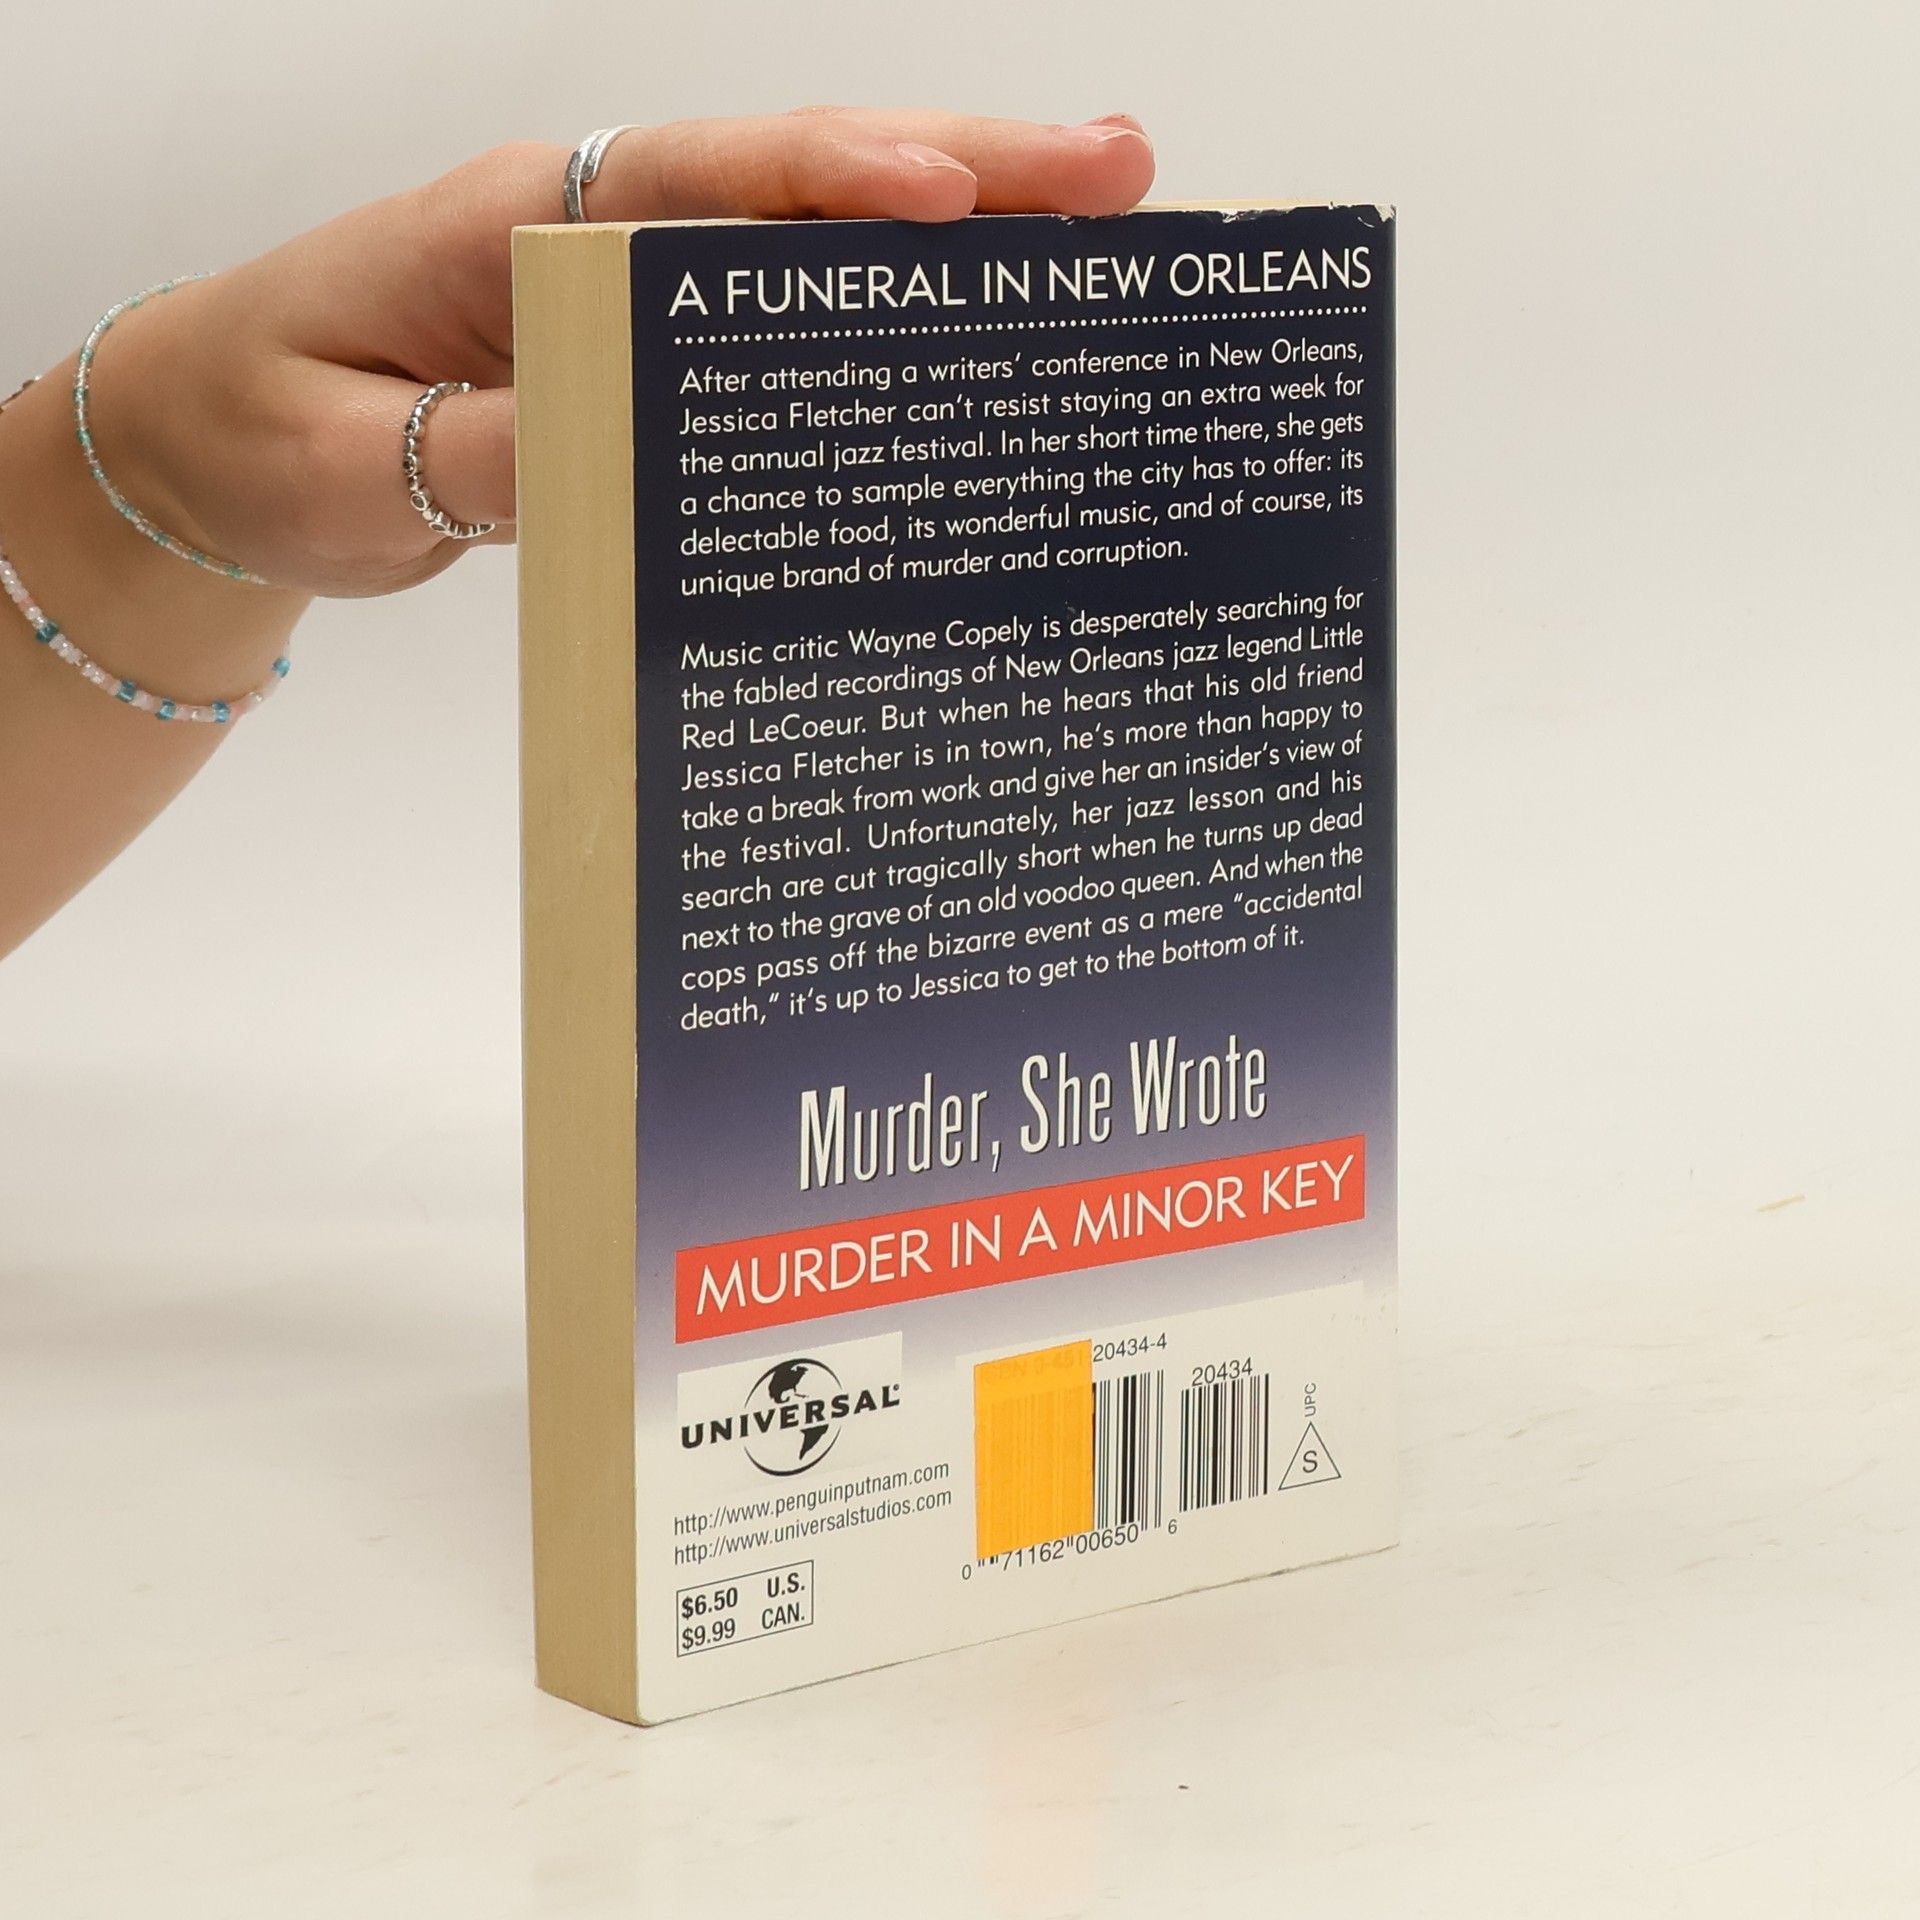 A FUNERAL IN NEW ORLEANS
After attending a writers' conference in New Orleans,
Jessica Fletcher can't resist staying an extra week for
the annual jazz festival. In her short time there, she gets
a chance to sample everything the city has to offer: its
delectable food, its wonderful music, and of course, its
unique brand of murder and corruption.
Music critic Wayne Copely is desperately searching for
the fabled recordings of New Orleans jazz legend Little
Red LeCoeur. But when he hears that his old friend
Jessica Fletcher is in town, he's more than happy to
take a break from work and give her an insider's view of
the festival. Unfortunately, her jazz lesson and his
search are cut tragically short when he turns up dead
next to the grave of an old voodoo queen. And when the
cops pass off the bizarre event as a mere "accidental
death," it's up to Jessica to get to the bottom of it.
Murder, She Wrote
MURDER IN A MINOR KEY
UNIVERSAL®
http://www.penguinputnam.com
http://www.universalstudios.com
$6.50 U.S.
$9.99 CAN.
ISBN 0-451-20434-4
20434
0 71162 00650 6
UPC
S